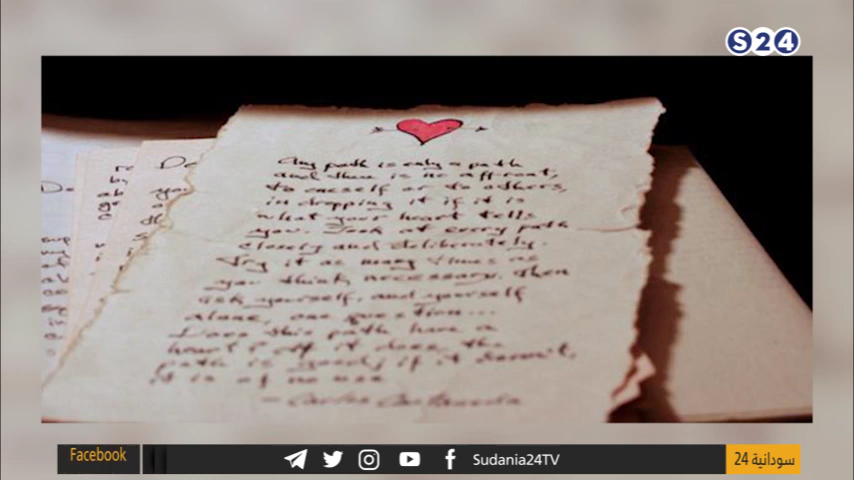 S24
Any path is only a path
and there is no affront,
to oneself or to others,
in dropping it if it is
what your heart tells
you. Look at every path
closely and deliberately.
Try it as many times as
you think necessary. Then
ask yourself, and yourself
alone, one question...
Does this path have a
heart? If it does, the
path is good; if it doesn't,
it is of no use
- Carlos Castaneda
Facebook
Sudania24TV
سودانية 24